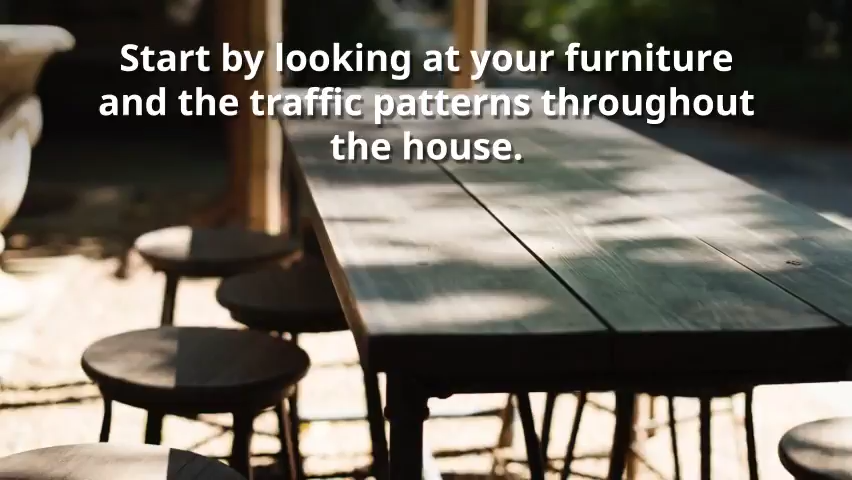 Start by looking at your furniture
and the traffic patterns throughout
the house.